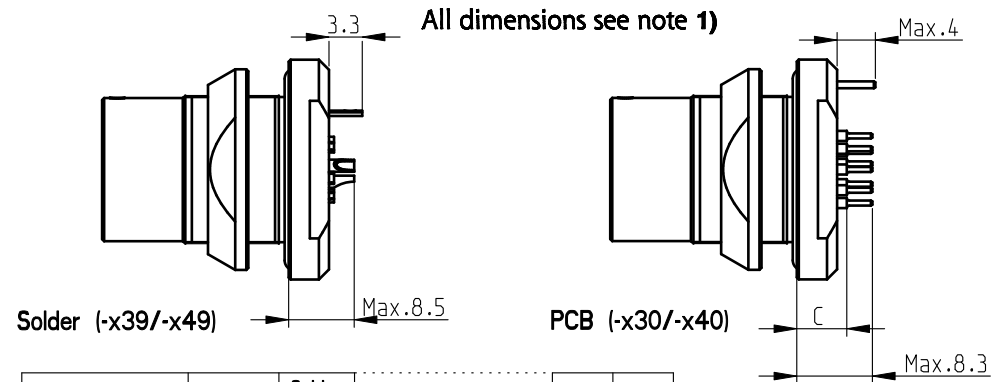 All dimensions see note 1)
3.3
Max.4
Solder (-x39/-x49)
Max.8.5
PCB (-x30/-x40)
C
Max.8.3